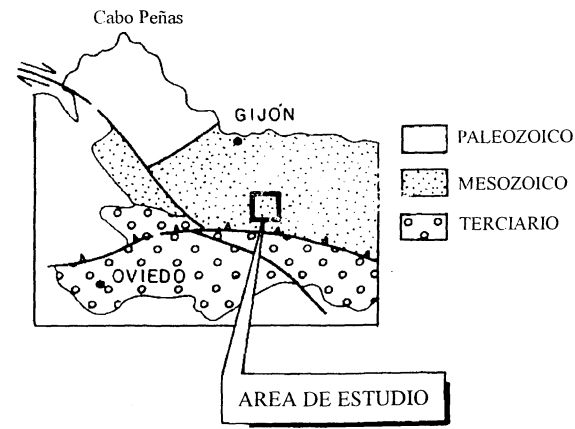 Cabo Peñas
GIJÓN
PALEOZOICO
MESOZOICO
TERCIARIO
OVIEDO
AREA DE ESTUDIO